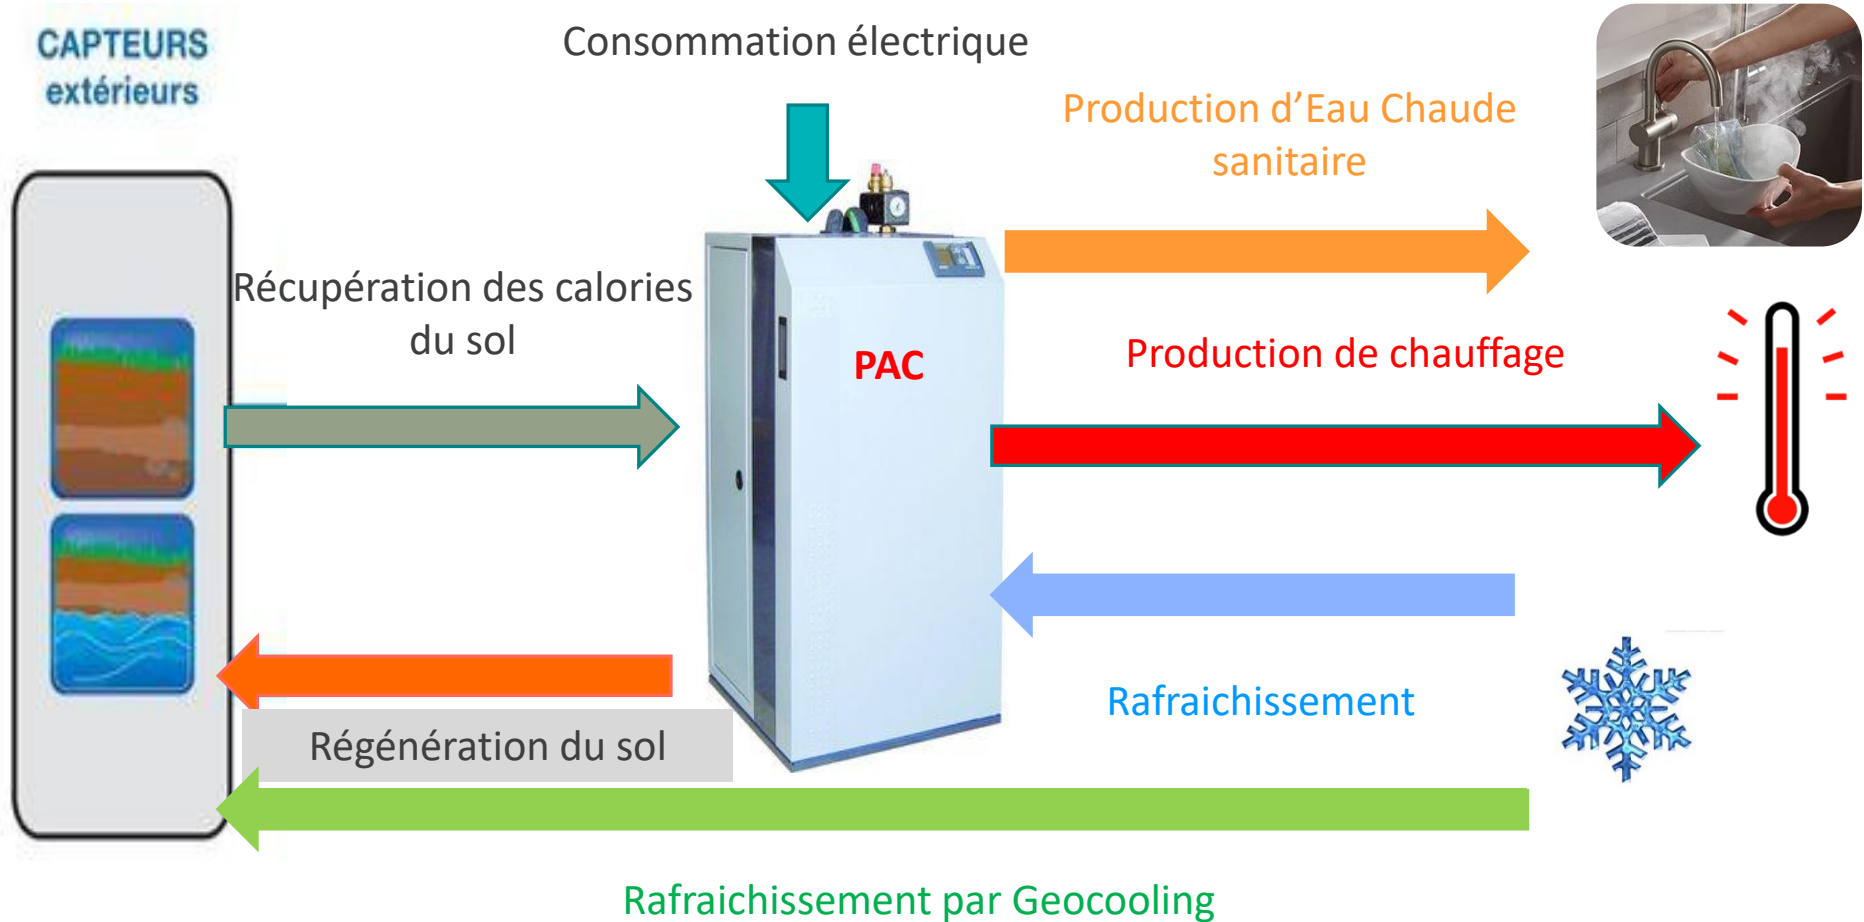 CAPTEURS
extérieurs
Consommation électrique
Production d’Eau Chaude
sanitaire
Récupération des calories
du sol
PAC
Production de chauffage
Rafraichissement
Régénération du sol
Rafraichissement par Geocooling